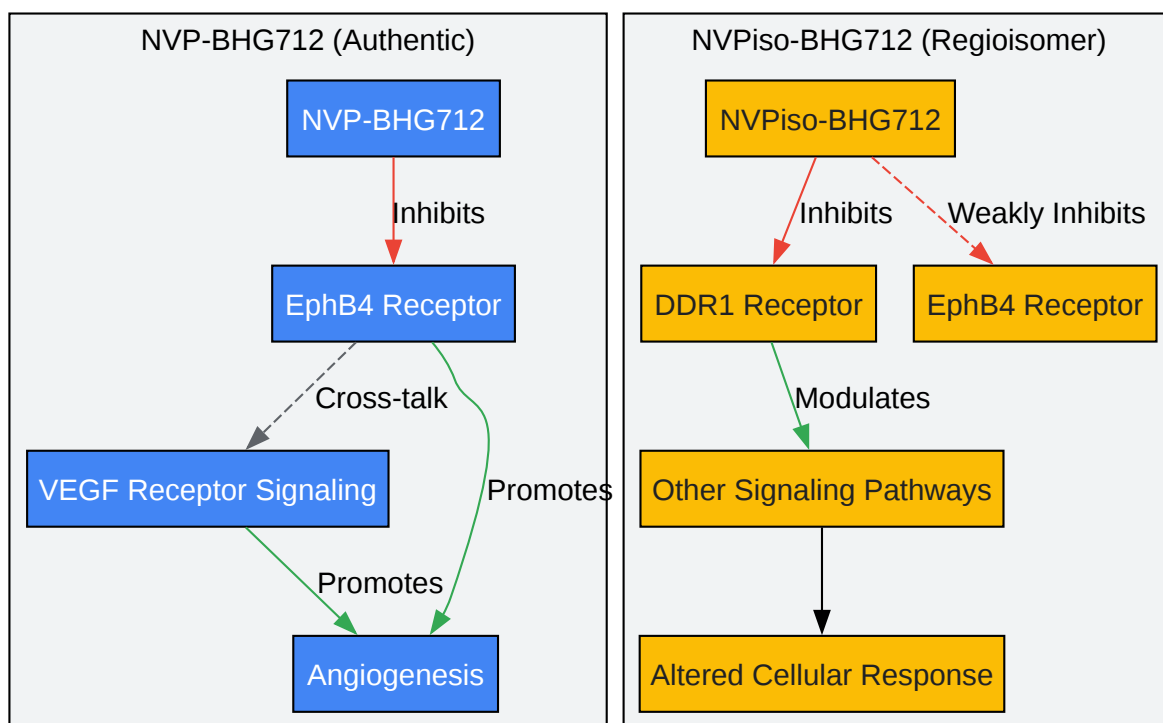 NVP-BHG712 (Authentic)
NVP-BHG712
Inhibits
EphB4 Receptor
Cross-talk
VEGF Receptor Signaling
Promotes
Promotes
Angiogenesis
NVPiso-BHG712 (Regioisomer)
NVPiso-BHG712
Inhibits
Weakly Inhibits
DDR1 Receptor
EphB4 Receptor
Modulates
Other Signaling Pathways
Altered Cellular Response